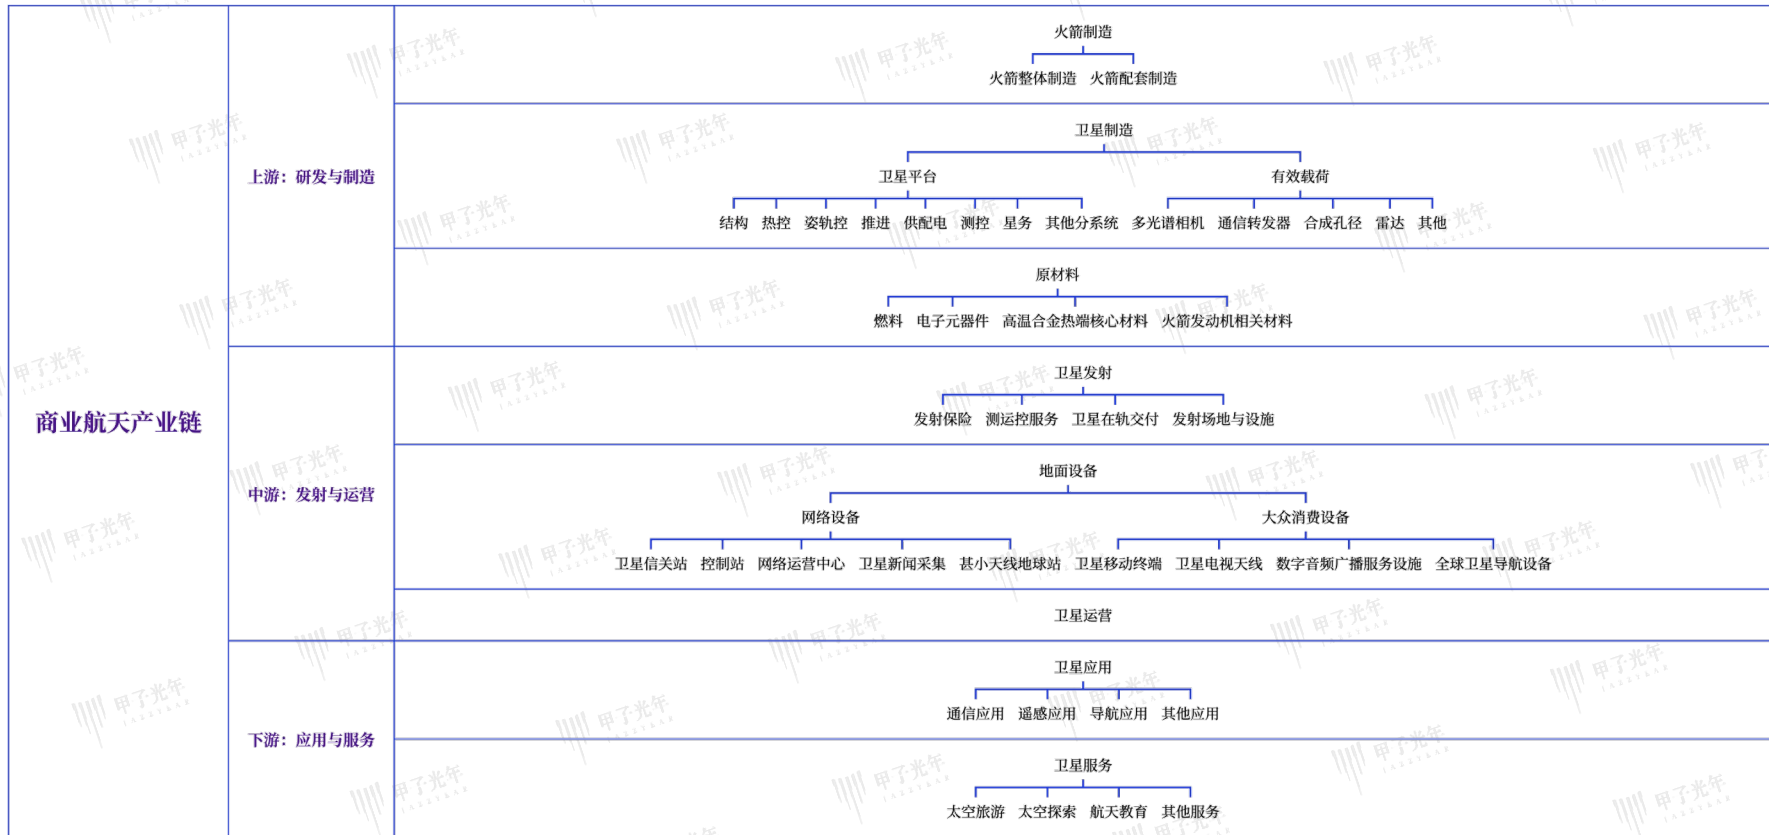 商业航天产业链
上游：研发与制造
火箭制造
火箭整体制造 火箭配套制造
卫星制造
卫星平台 有效载荷
结构 热控 姿轨控 推进 供配电 测控 星务 其他分系统 多光谱相机 通信转发器 合成孔径 雷达 其他
原材料
燃料 电子元器件 高温合金热端核心材料 火箭发动机相关材料
中游：发射与运营
卫星发射
发射保险 测运控服务 卫星在轨交付 发射场地与设施
地面设备
网络设备 大众消费设备
卫星信关站 控制站 网络运营中心 卫星新闻采集 甚小天线地球站 卫星移动终端 卫星电视天线 数字音频广播服务设施 全球卫星导航设备
卫星运营
下游：应用与服务
卫星应用
通信应用 遥感应用 导航应用 其他应用
卫星服务
太空旅游 太空探索 航天教育 其他服务
甲子光年
JAZZYEAR